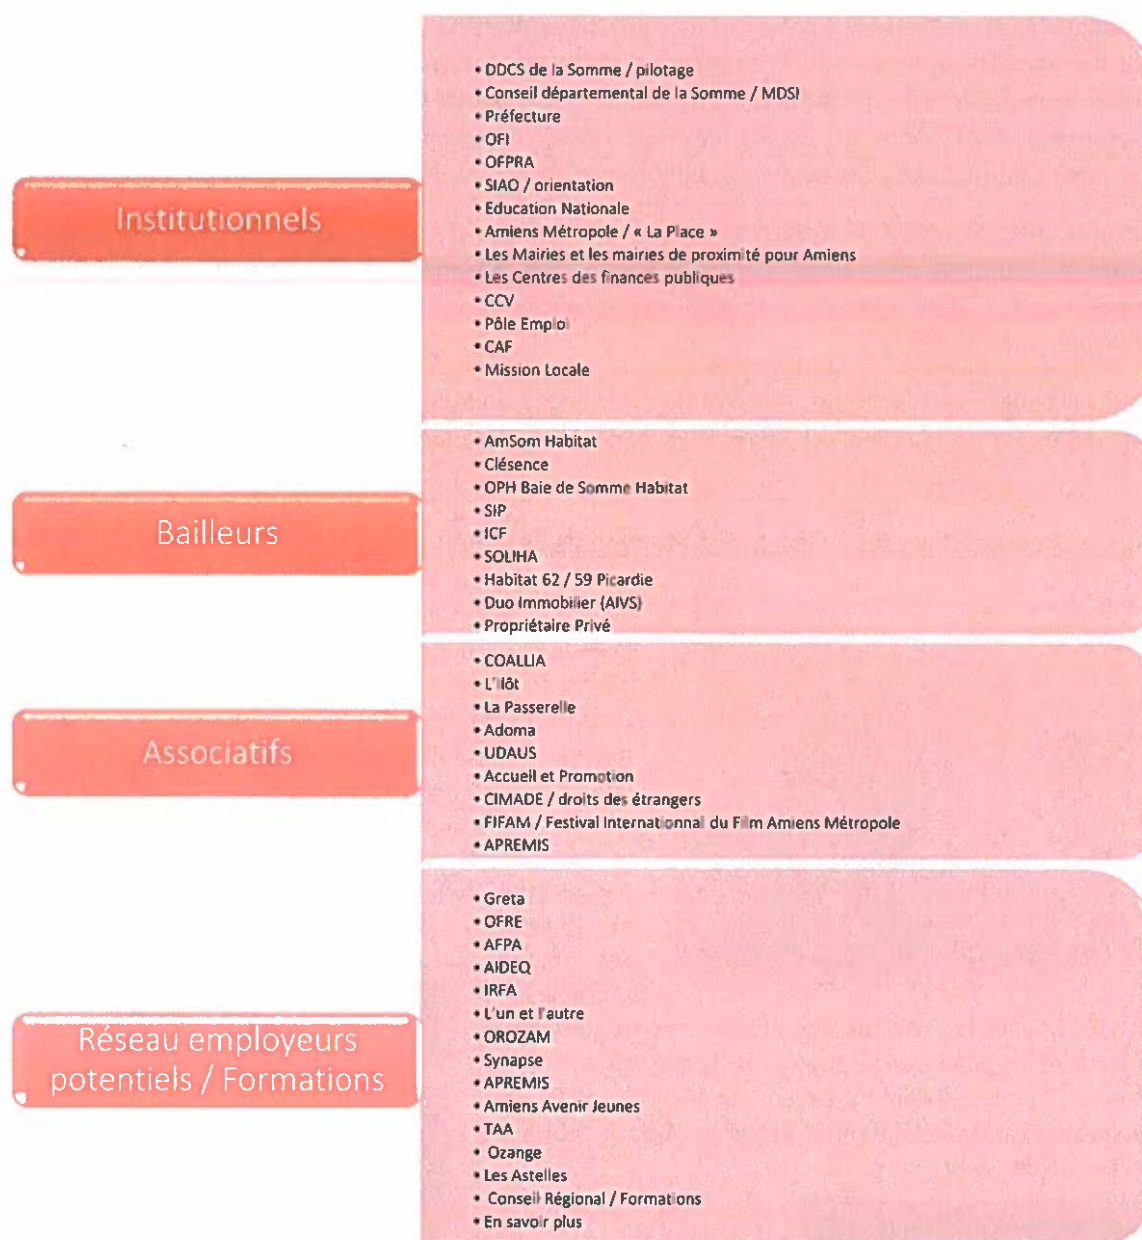 Institutionnels
• DDCS de la Somme / pilotage
• Conseil départemental de la Somme / MDSI
• Préfecture
• OFI
• OFPRA
• SIAO / orientation
• Education Nationale
• Amiens Métropole / « La Place »
• Les Mairies et les mairies de proximité pour Amiens
• Les Centres des finances publiques
• CCV
• Pôle Emploi
• CAF
• Mission Locale
Bailleurs
• AmSom Habitat
• Clésence
• OPH Baie de Somme Habitat
• SIP
• ICF
• SOLIHA
• Habitat 62 / 59 Picardie
• Duo Immobilier (AIVS)
• Propriétaire Privé
Associatifs
• COALLIA
• L'Ilôt
• La Passerelle
• Adoma
• UDAUS
• Accueil et Promotion
• CIMADE / droits des étrangers
• FIFAM / Festival Internationnal du Film Amiens Métropole
• APREMIS
Réseau employeurs
potentiels / Formations
• Greta
• OFRE
• AFPA
• AIDEQ
• IRFA
• L'un et l'autre
• OROZAM
• Synapse
• APREMIS
• Amiens Avenir Jeunes
• TAA
• Ozange
• Les Astelles
• Conseil Régional / Formations
• En savoir plus